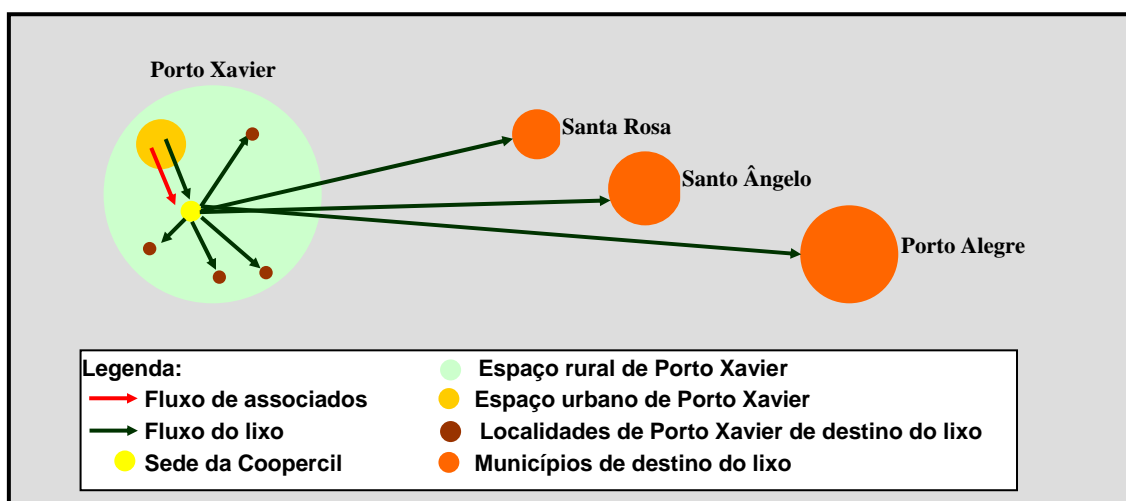 Porto Xavier
Santa Rosa
Santo Ângelo
Porto Alegre
Legenda:
Fluxo de associados
Fluxo do lixo
Sede da Coopercil
Espaço rural de Porto Xavier
Espaço urbano de Porto Xavier
Localidades de Porto Xavier de destino do lixo
Municípios de destino do lixo